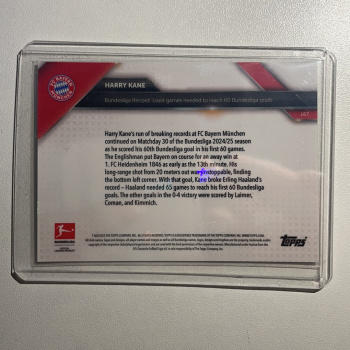 FC BAYERN
MÜNCHEN
HARRY KANE
Bundesliga Record: Least games needed to reach 60 Bundesliga goals
Harry Kane's run of breaking records at FC Bayern München
continued on Matchday 30 of the Bundesliga 2024/25 season
as he scored his 60th Bundesliga goal in his first 60 games.
The Englishman put Bayern on course for an away win at
1. FC Heidenheim 1846 as early as the 13th minute. His
long-range shot from 20 meters out was unstoppable, finding
the bottom left corner. With that goal, Kane broke Erling Haaland's
record – Haaland needed 65 games to reach his first 60 Bundesliga
goals. The other goals in the 0-4 victory were scored by Laimer,
Coman, and Kimmich.
BUNDESLIGA
Topps